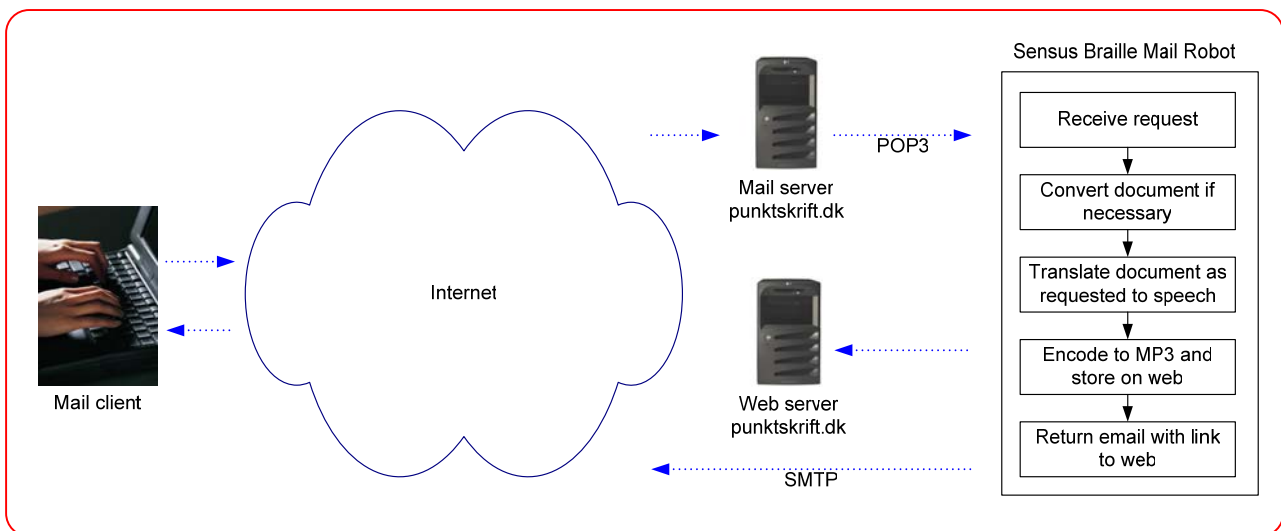 Sensus Braille Mail Robot
Receive request
POP3
Mail server
punktskrift.dk
Convert document if
necessary
Translate document as
requested to speech
Internet
Encode to MP3 and
store on web
Mail client
Web server
punktskrift.dk
Return email with link
to web
SMTP